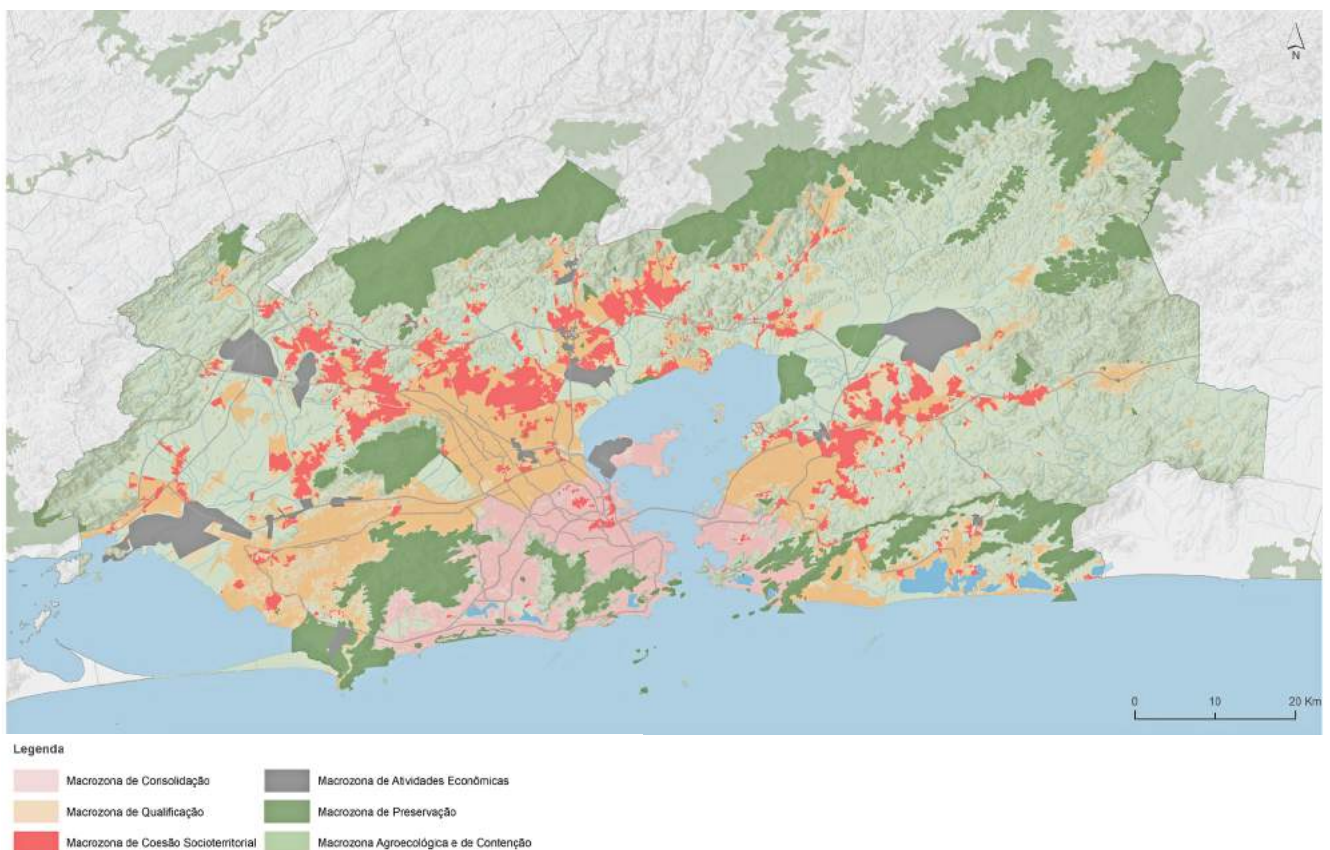 N
0 10 20 Km
Legenda
Macrozona de Consolidação
Macrozona de Atividades Econômicas
Macrozona de Qualificação
Macrozona de Preservação
Macrozona de Coesão Socioterritorial
Macrozona Agroecológica e de Contenção